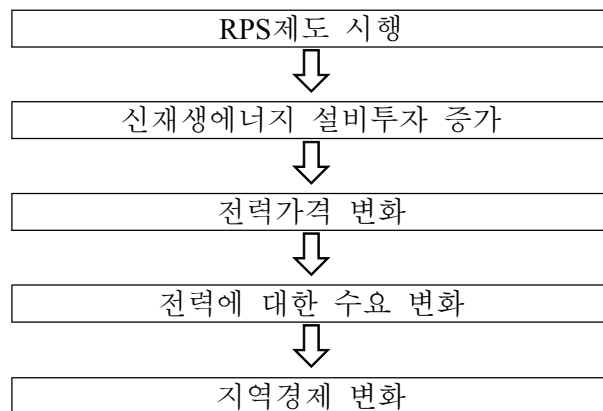 RPS제도 시행
신재생에너지 설비투자 증가
전력가격 변화
전력에 대한 수요 변화
지역경제 변화